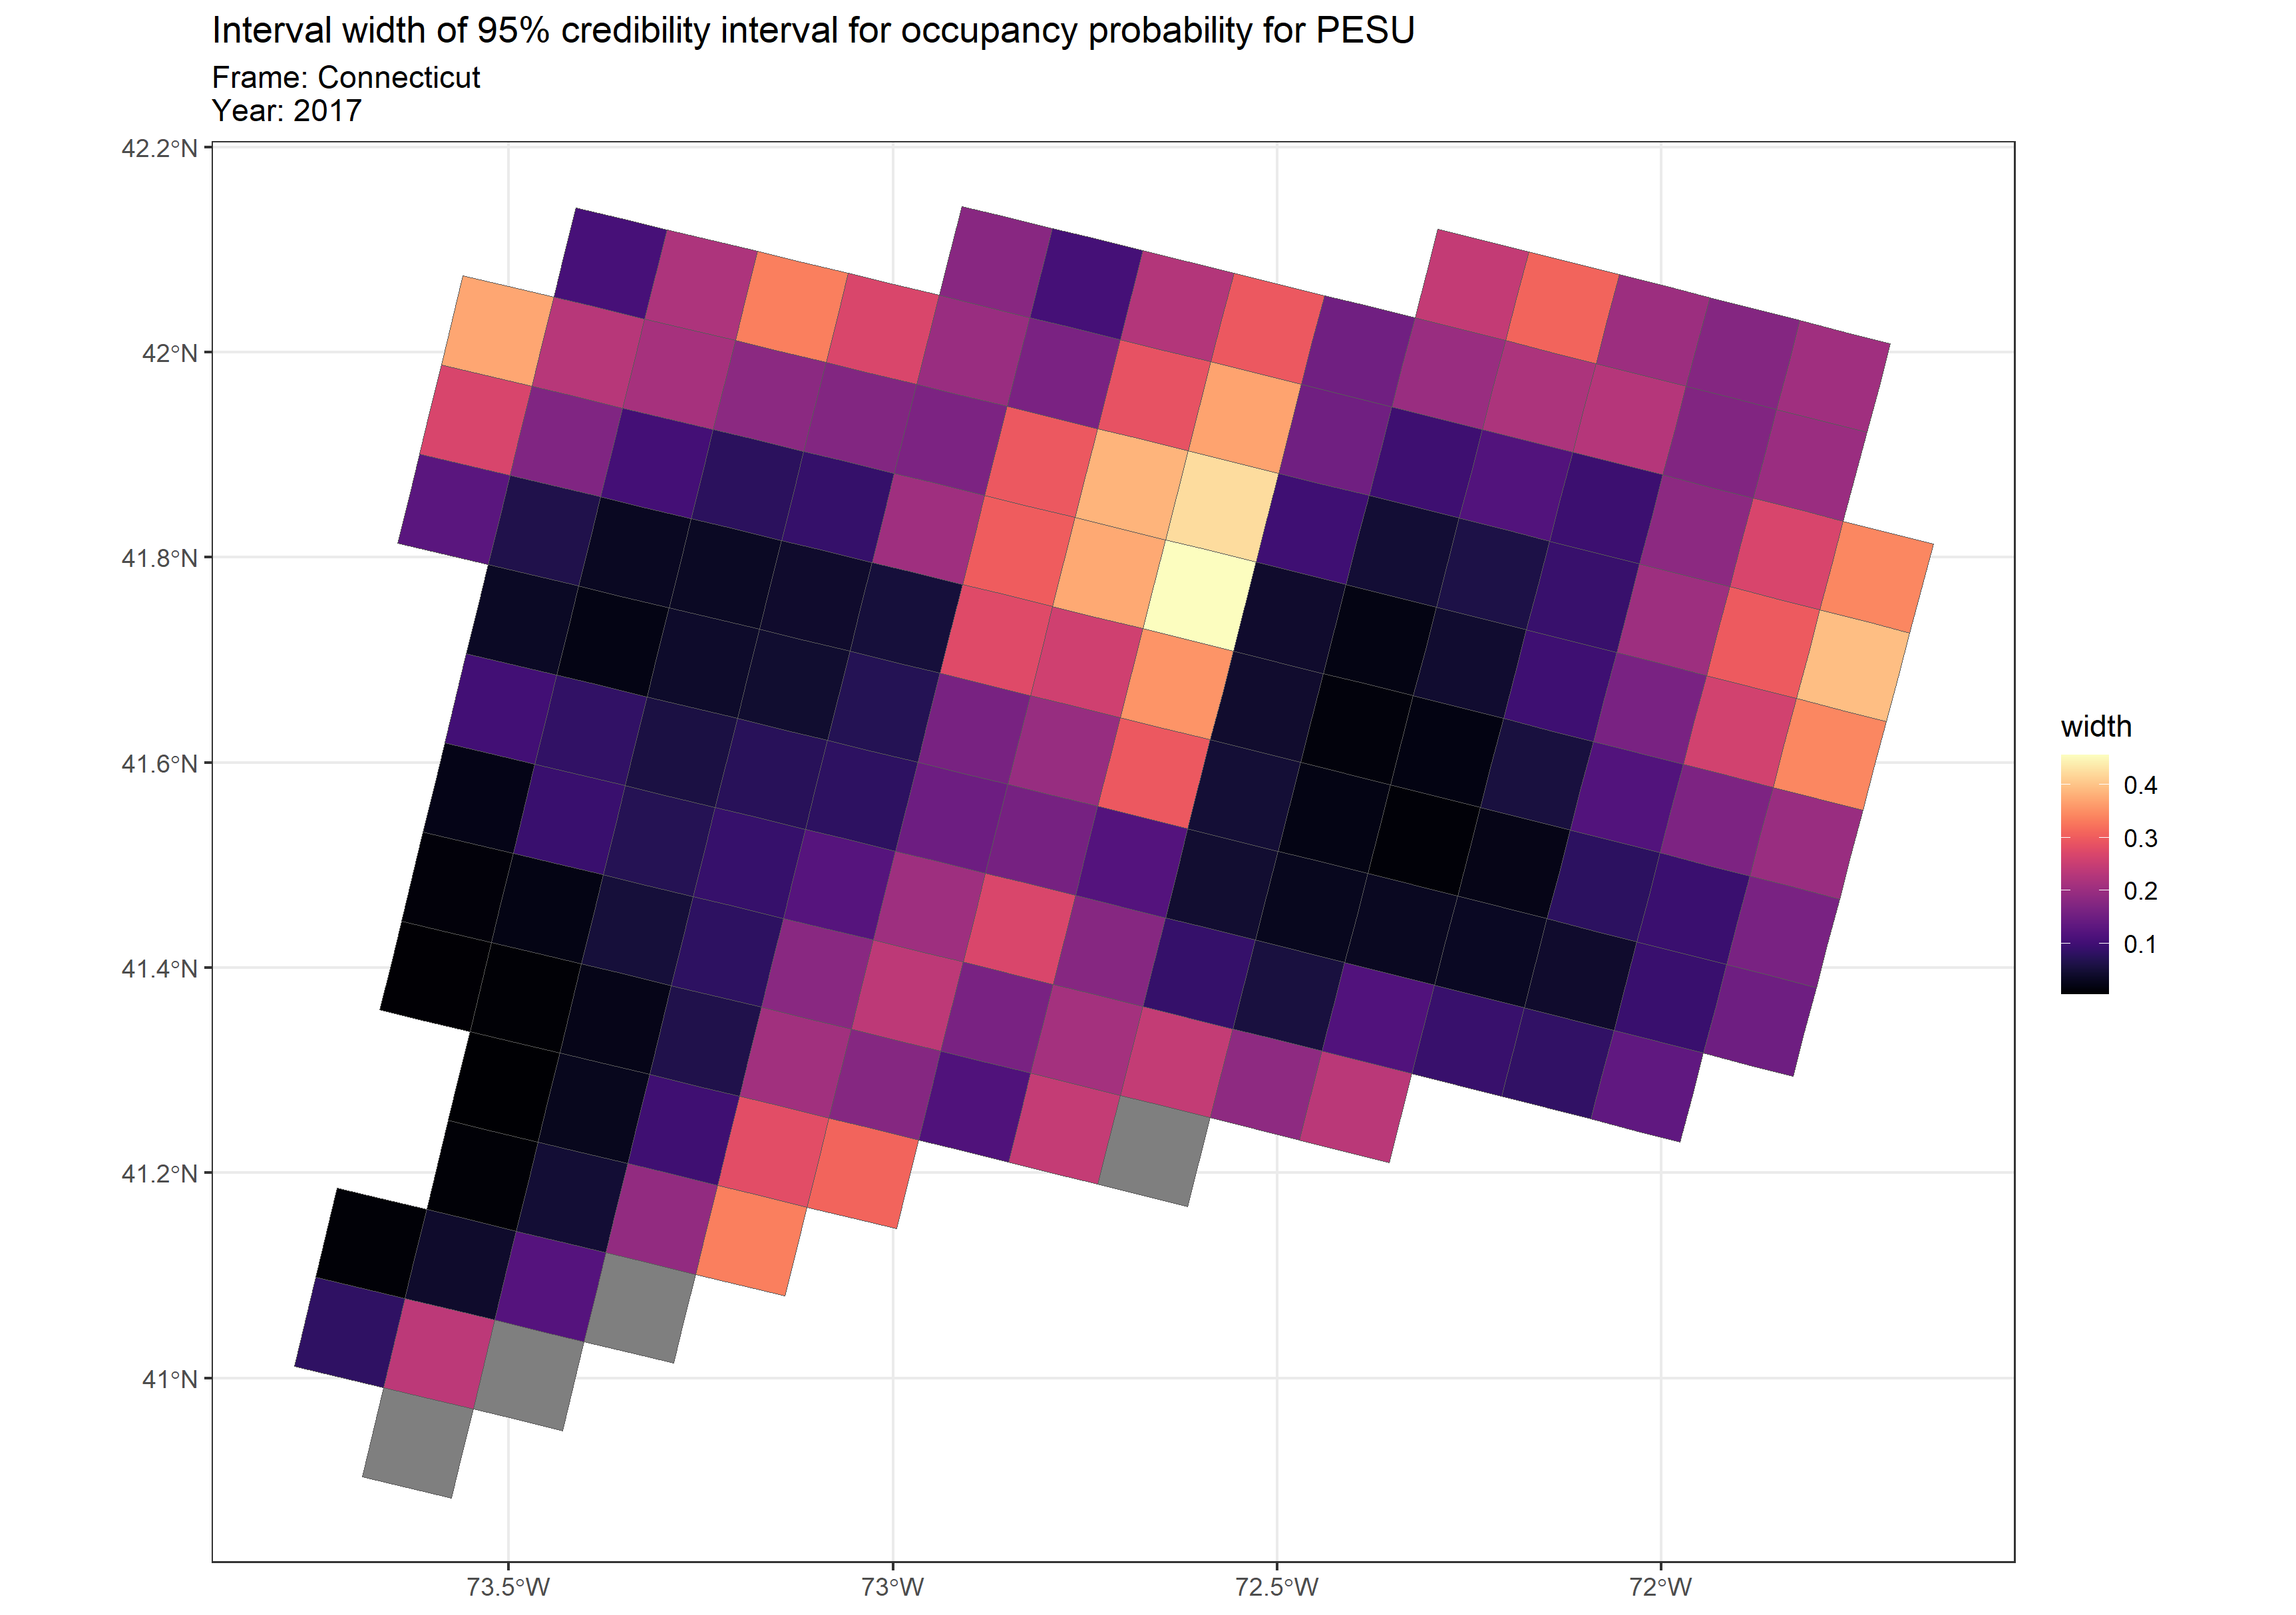 Interval width of 95% credibility interval for occupancy probability for PESU
Frame: Connecticut
Year: 2017
42.2°N
42°N
41.8°N
41.6°N
41.4°N
41.2°N
41°N
73.5°W
73°W
72.5°W
72°W
width
0.4
0.3
0.2
0.1